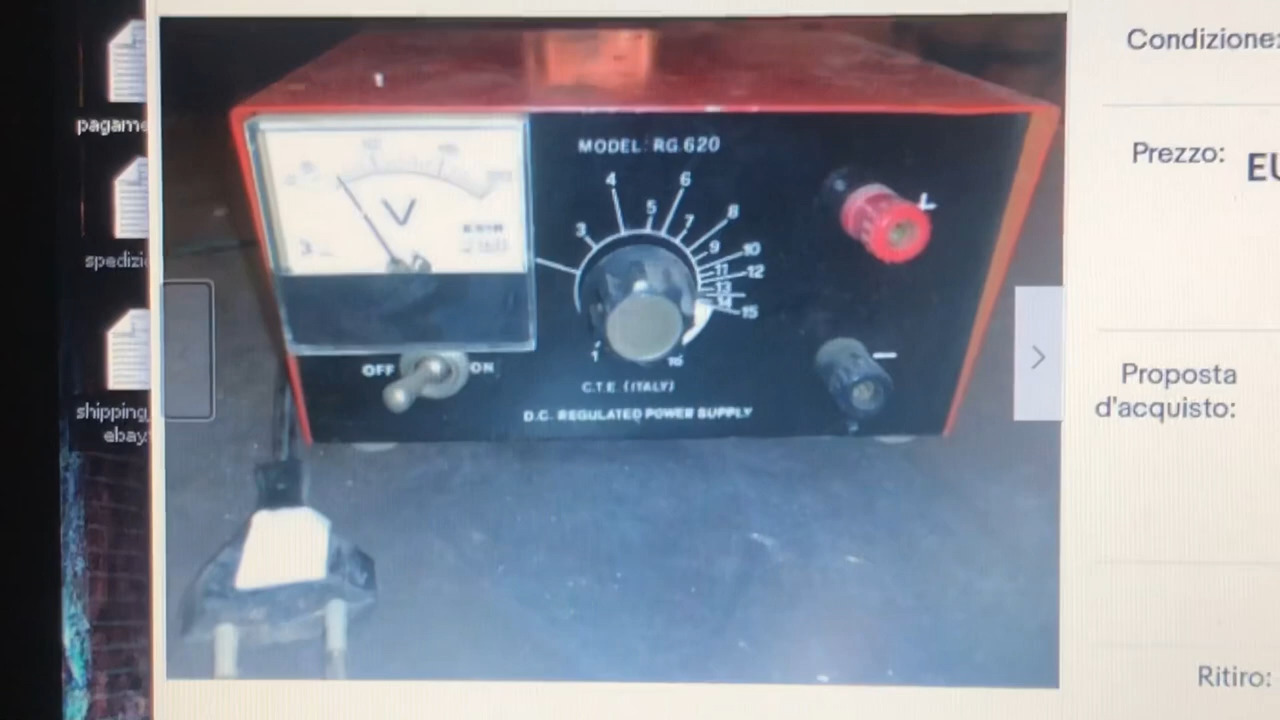 pagame
spedizi
shipping_
ebay
MODEL: RG 620
V
1
3
4
5
6
7
8
9
10
11
12
13
14
15
16
+
OFF
ON
C.T.E. (ITALY)
D.C. REGULATED POWER SUPPLY
Condizione:
Prezzo:
EU
Proposta
d'acquisto:
Ritiro: